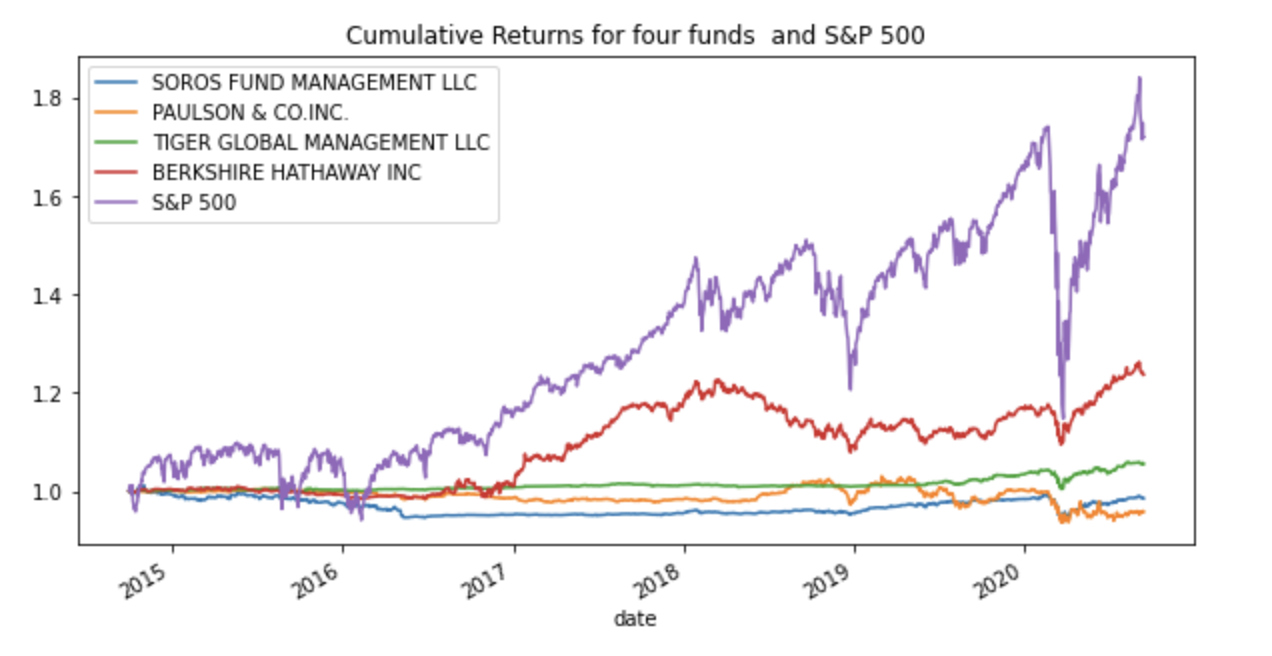 Cumulative Returns for four funds  and S&P 500
SOROS FUND MANAGEMENT LLC
PAULSON & CO.INC.
TIGER GLOBAL MANAGEMENT LLC
BERKSHIRE HATHAWAY INC
S&P 500
1.8
1.6
1.4
1.2
1.0
2015
2016
2017
2018
2019
2020
date